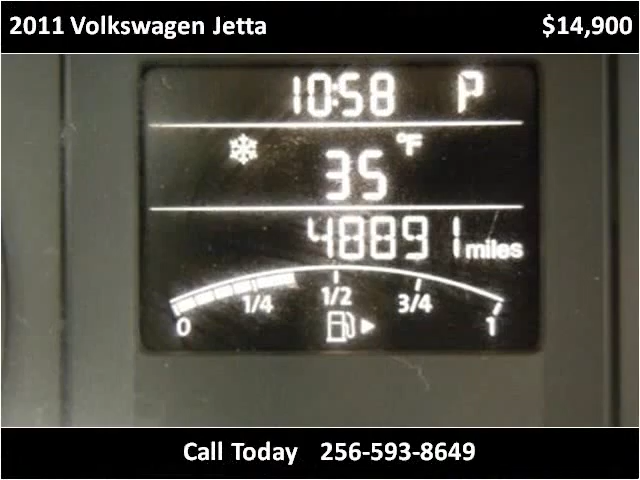 2011 Volkswagen Jetta $14,900
10:58 P
35 °F
48891 miles
0 1/4 1/2 3/4 1
Call Today 256-593-8649